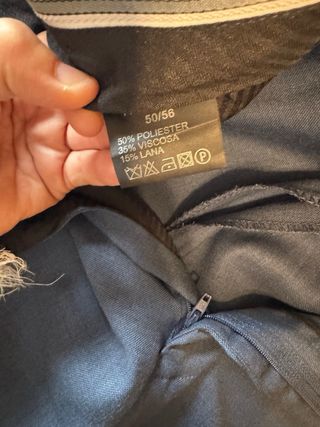 50/56
50% POLIESTER
35% VISCOSA
15% LANA
P